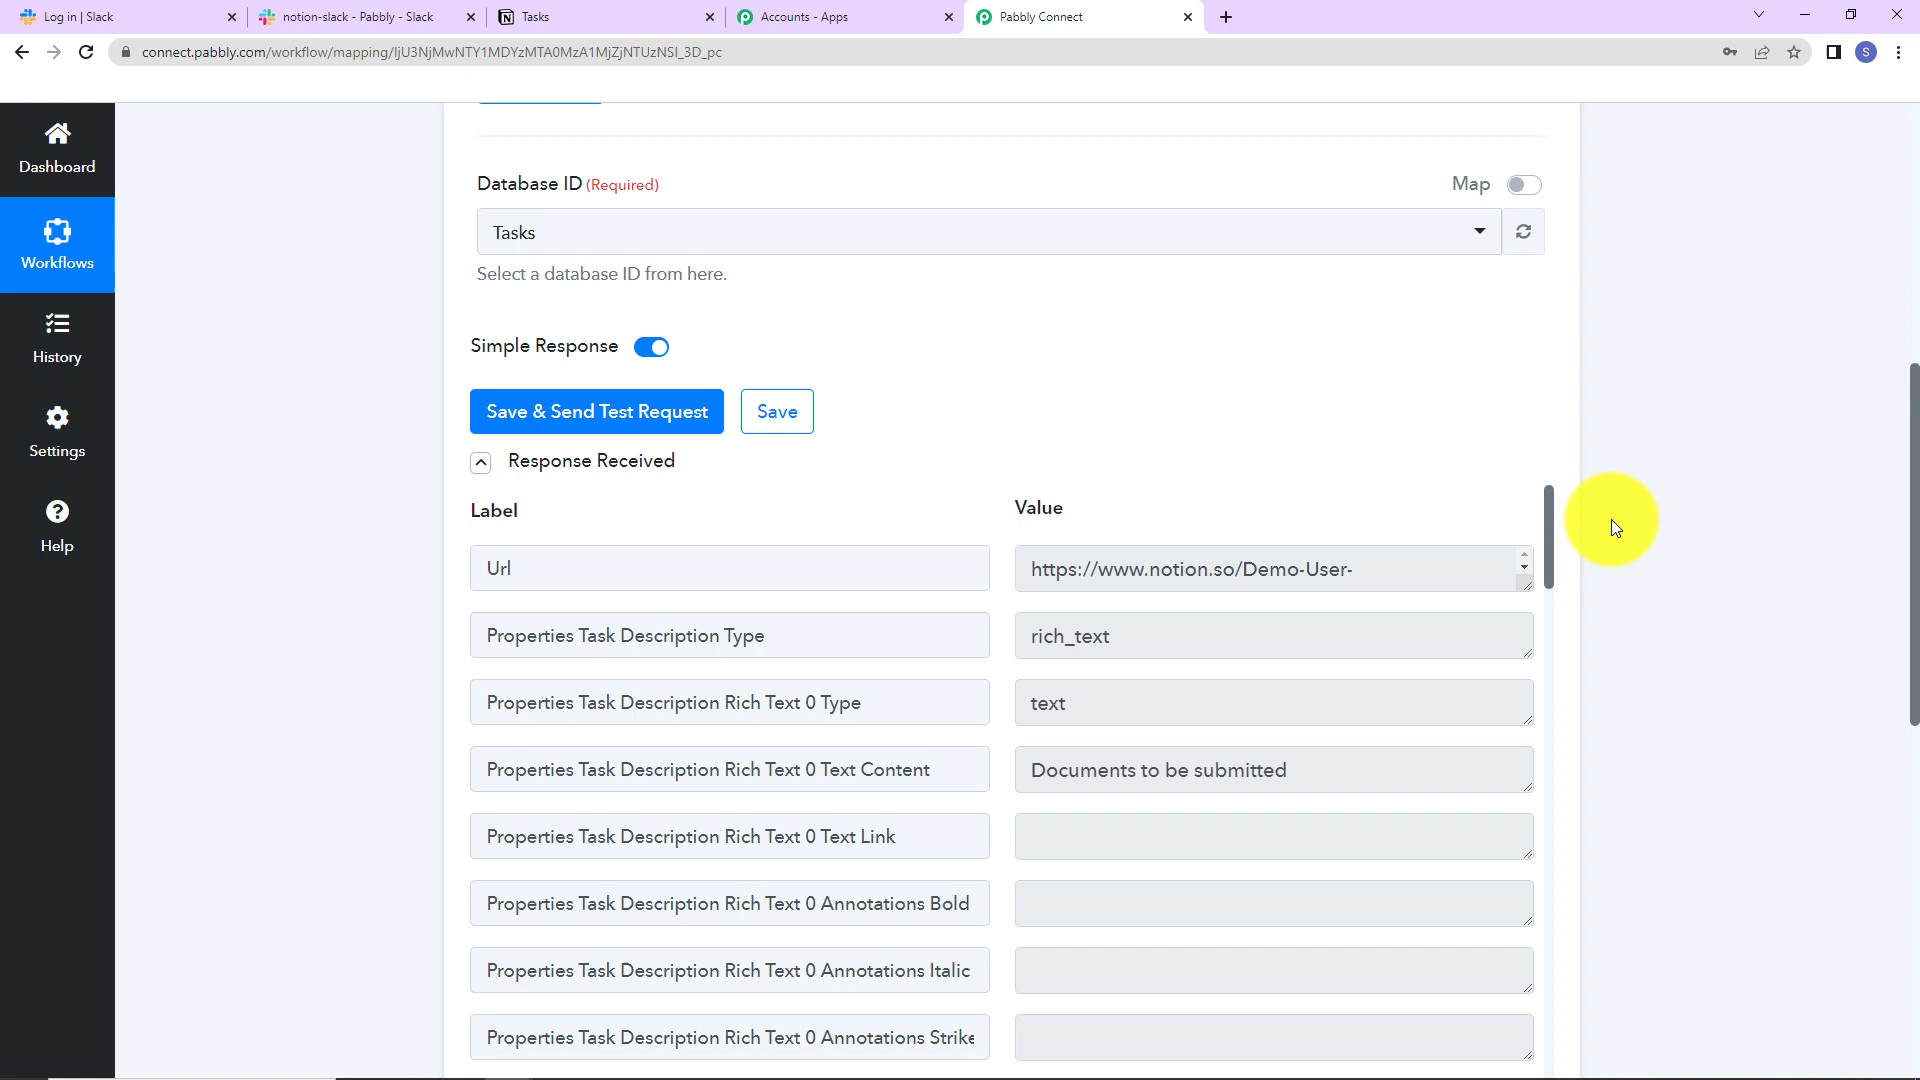 Log in | Slack
notion-slack - Pabbly - Slack
Tasks
Accounts - Apps
Pabbly Connect
connect.pabbly.com/workflow/mapping/IjU3NjMwNTY1MDYzMTA0MzA1MjZjNTUzNSI_3D_pc
S
Dashboard
Workflows
History
Settings
Help
Database ID (Required)
Map
Tasks
Select a database ID from here.
Simple Response
Save & Send Test Request
Save
Response Received
Label
Value
Url
https://www.notion.so/Demo-User-
Properties Task Description Type
rich_text
Properties Task Description Rich Text 0 Type
text
Properties Task Description Rich Text 0 Text Content
Documents to be submitted
Properties Task Description Rich Text 0 Text Link
Properties Task Description Rich Text 0 Annotations Bold
Properties Task Description Rich Text 0 Annotations Italic
Properties Task Description Rich Text 0 Annotations Strike